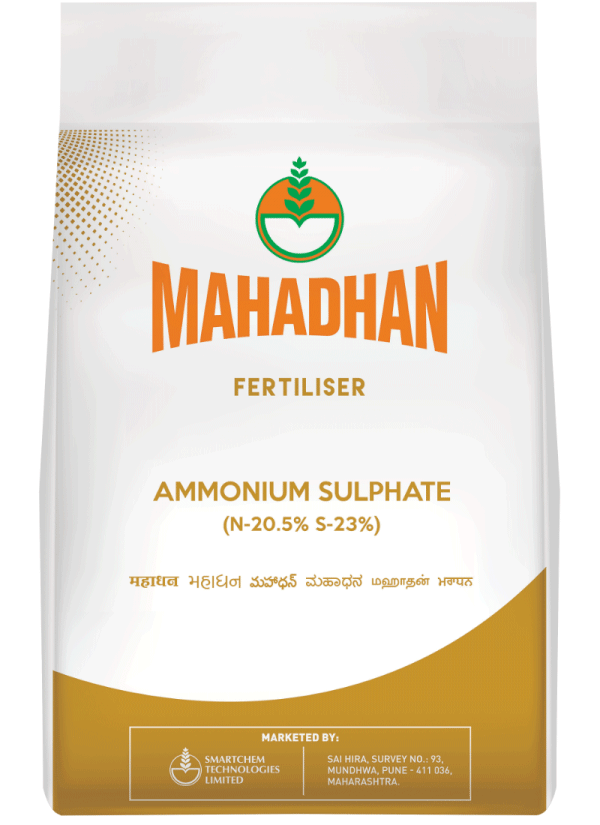 MAHADHAN
FERTILISER
AMMONIUM SULPHATE
(N-20.5% S-23%)
महाधन મહાધન మహాధన్ ಮಹಾಧನ மஹாதன் ਮਹਾਧਨ
MARKETED BY:
SMARTCHEM
TECHNOLOGIES
LIMITED
SAI HIRA, SURVEY NO.: 93,
MUNDHWA, PUNE - 411 036,
MAHARASHTRA.